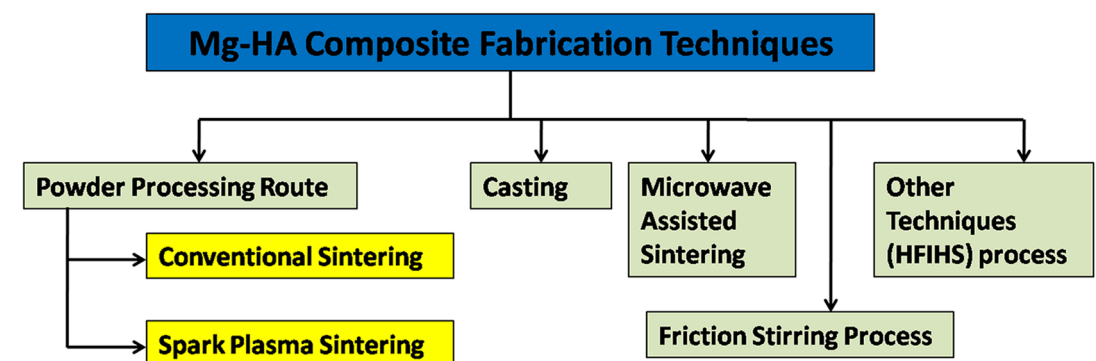 Mg-HA Composite Fabrication Techniques
Powder Processing Route
Casting
Microwave
Assisted
Sintering
Other
Techniques
(HFIHS) process
Conventional Sintering
Spark Plasma Sintering
Friction Stirring Process